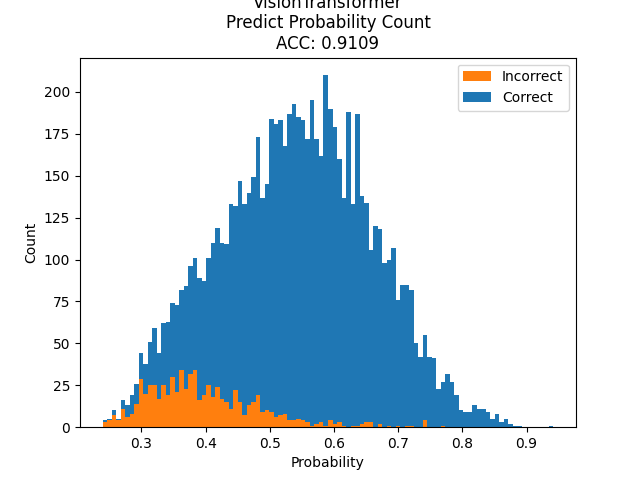 VisionTransformer
Predict Probability Count
ACC: 0.9109
Incorrect
Correct
Count
200
175
150
125
100
75
50
25
0
0.3 0.4 0.5 0.6 0.7 0.8 0.9
Probability